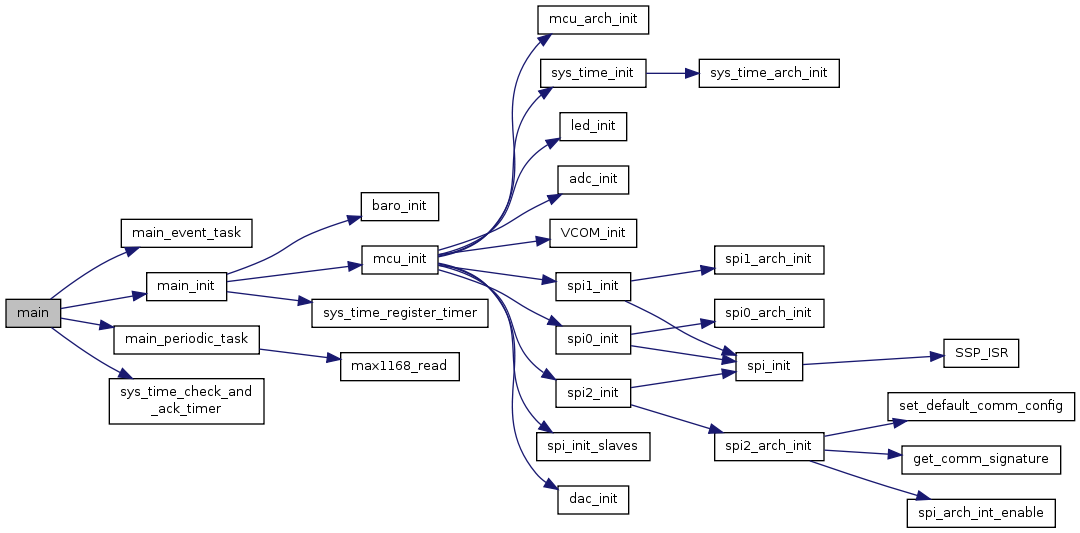 main
main_event_task
main_init
main_periodic_task
sys_time_check_and
_ack_timer
baro_init
mcu_init
sys_time_register_timer
max1168_read
mcu_arch_init
sys_time_init
led_init
adc_init
VCOM_init
spi1_init
spi0_init
spi2_init
spi_init_slaves
dac_init
sys_time_arch_init
spi1_arch_init
spi0_arch_init
spi_init
spi2_arch_init
SSP_ISR
set_default_comm_config
get_comm_signature
spi_arch_int_enable